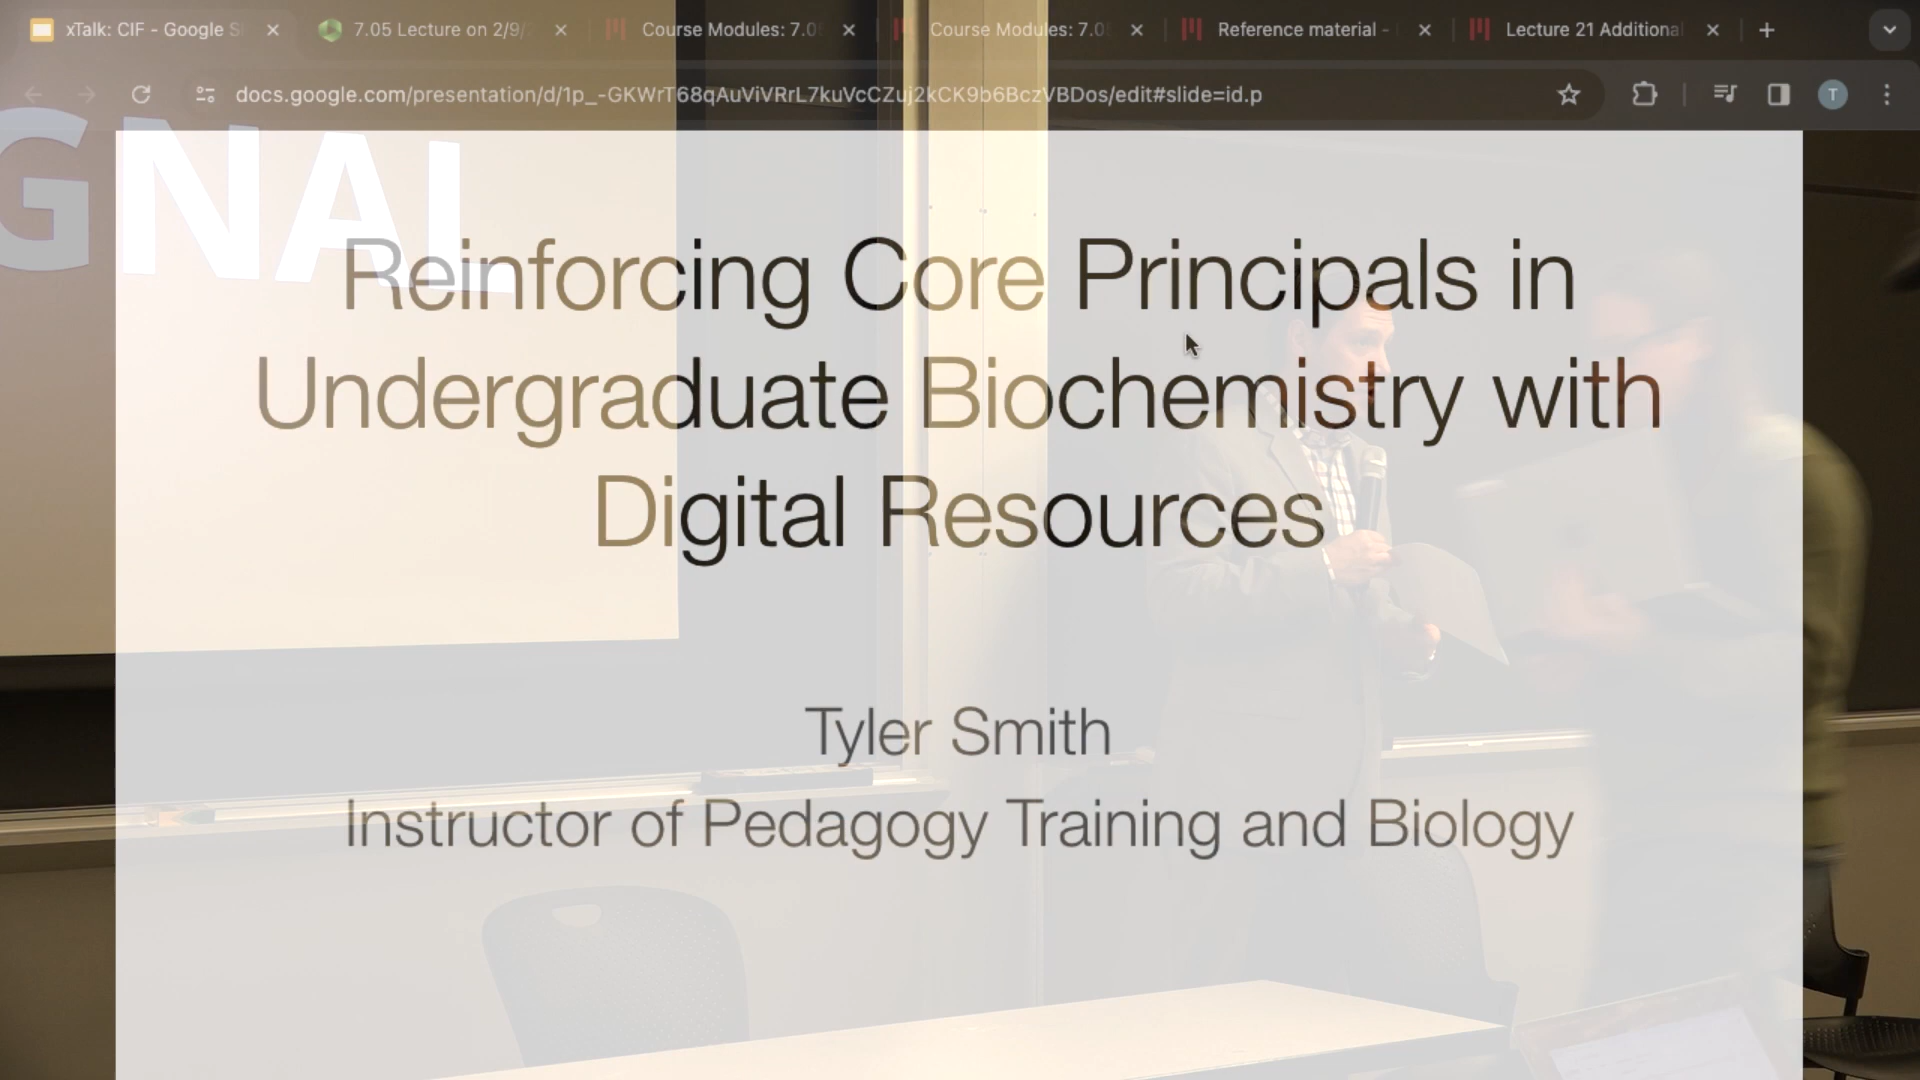 xTalk: CIF - Google S
7.05 Lecture on 2/9/
Course Modules: 7.0
Course Modules: 7.0
Reference material -
Lecture 21 Additional
docs.google.com/presentation/d/1p_-GKWrT68qAuViVRrL7kuVcCZuj2kCK9b6BczVBDos/edit#slide=id.p
T
GNAL
Reinforcing Core Principals in
Undergraduate Biochemistry with
Digital Resources
Tyler Smith
Instructor of Pedagogy Training and Biology